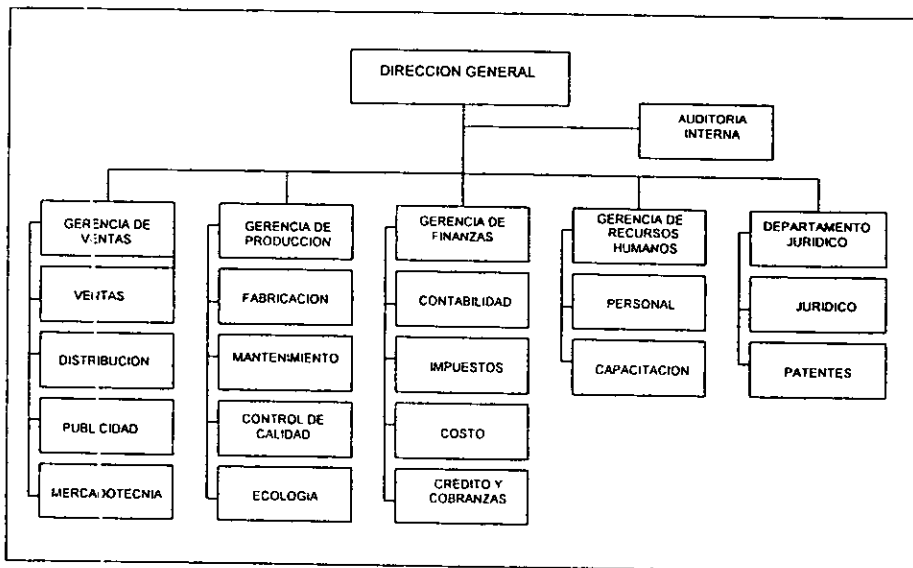 DIRECCION GENERAL
AUDITORIA
INTERNA
GERENCIA DE
VENTAS
VENTAS
DISTRIBUCION
PUBLICIDAD
MERCADOTECNIA
GERENCIA DE
PRODUCCION
FABRICACION
MANTENIMIENTO
CONTROL DE
CALIDAD
ECOLOGIA
GERENCIA DE
FINANZAS
CONTABILIDAD
IMPUESTOS
COSTO
CRÉDITO Y
COBRANZAS
GERENCIA DE
RECURSOS
HUMANOS
PERSONAL
CAPACITACION
DEPARTAMENTO
JURIDICO
JURIDICO
PATENTES